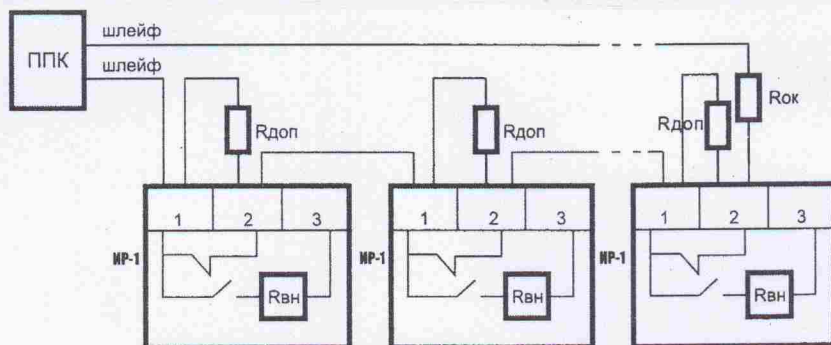 шлейф
ППК
шлейф
Rдоп
Rдоп
Rдоп
Rок
1 2 3
1 2 3
1 2 3
ИР-1
ИР-1
ИР-1
Rвн
Rвн
Rвн